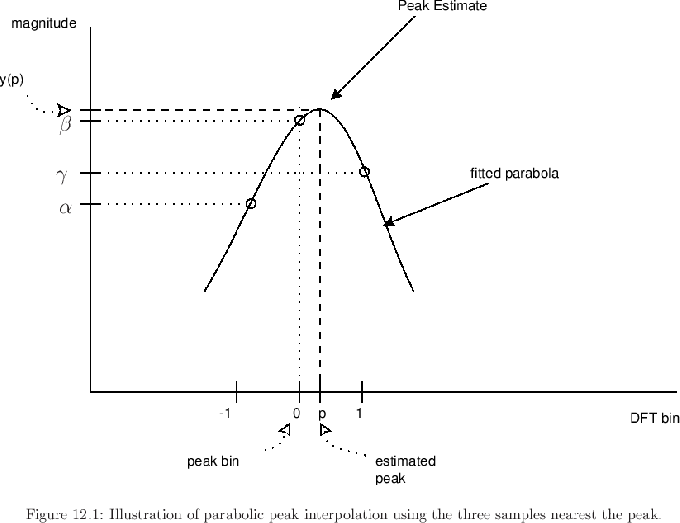 Peak Estimate
magnitude
y(p)
β
γ
fitted parabola
α
-1 0 p 1
DFT bin
peak bin
estimated
peak
Figure 12.1: Illustration of parabolic peak interpolation using the three samples nearest the peak.